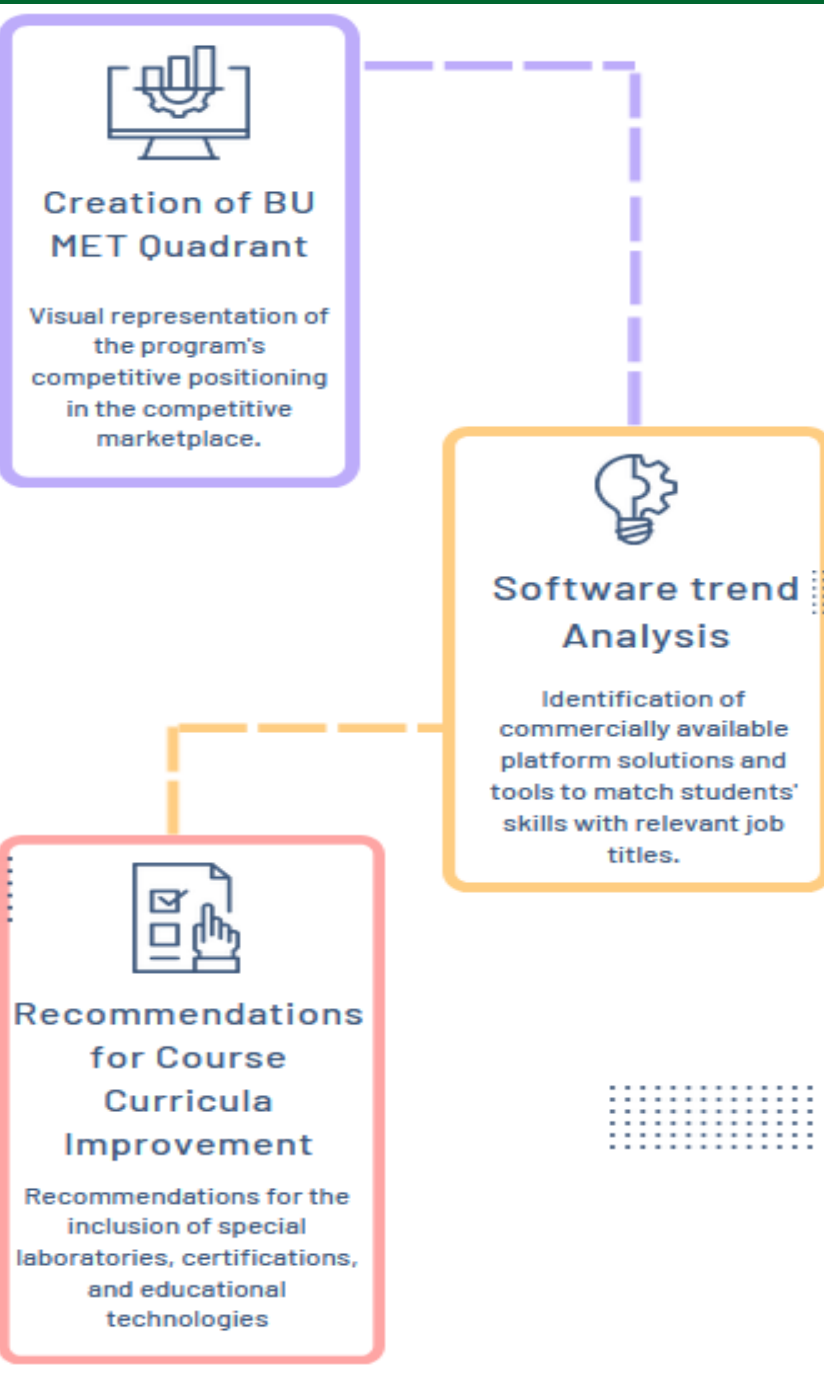 Creation of BU
MET Quadrant
Visual representation of
the program's
competitive positioning
in the competitive
marketplace.
Software trend
Analysis
Identification of
commercially available
platform solutions and
tools to match students'
skills with relevant job
titles.
Recommendations
for Course
Curricula
Improvement
Recommendations for the
inclusion of special
laboratories, certifications,
and educational
technologies